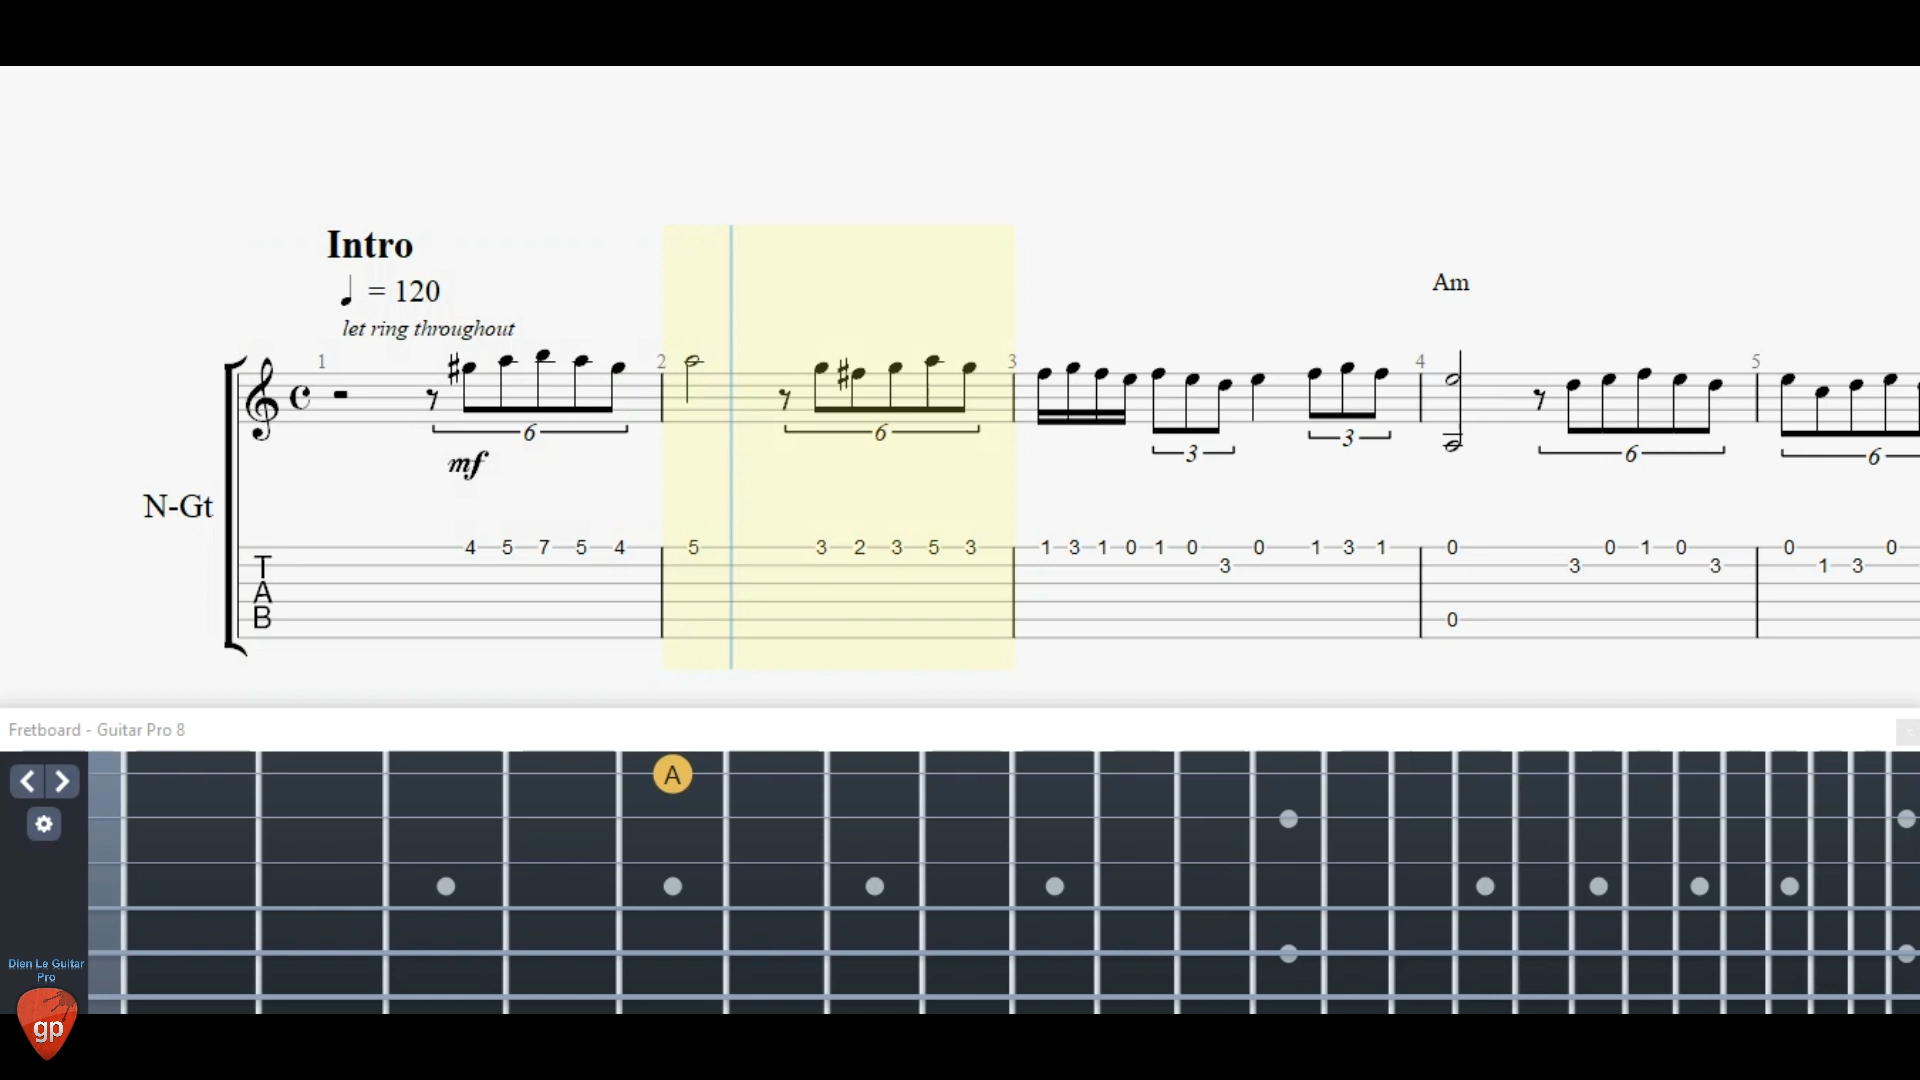 Intro
= 120
Am
let ring throughout
1 2 3 4 5
6 6 3 3 6 6
mf
N-Gt
T
A
B
4 5 7 5 4 5 3 2 3 5 3 1 3 1 0 1 0 0 1 3 1 0 0 1 0 0 0
3 3 3 1 3
0
Fretboard - Guitar Pro 8
A
Dien Le Guitar
Pro
gp